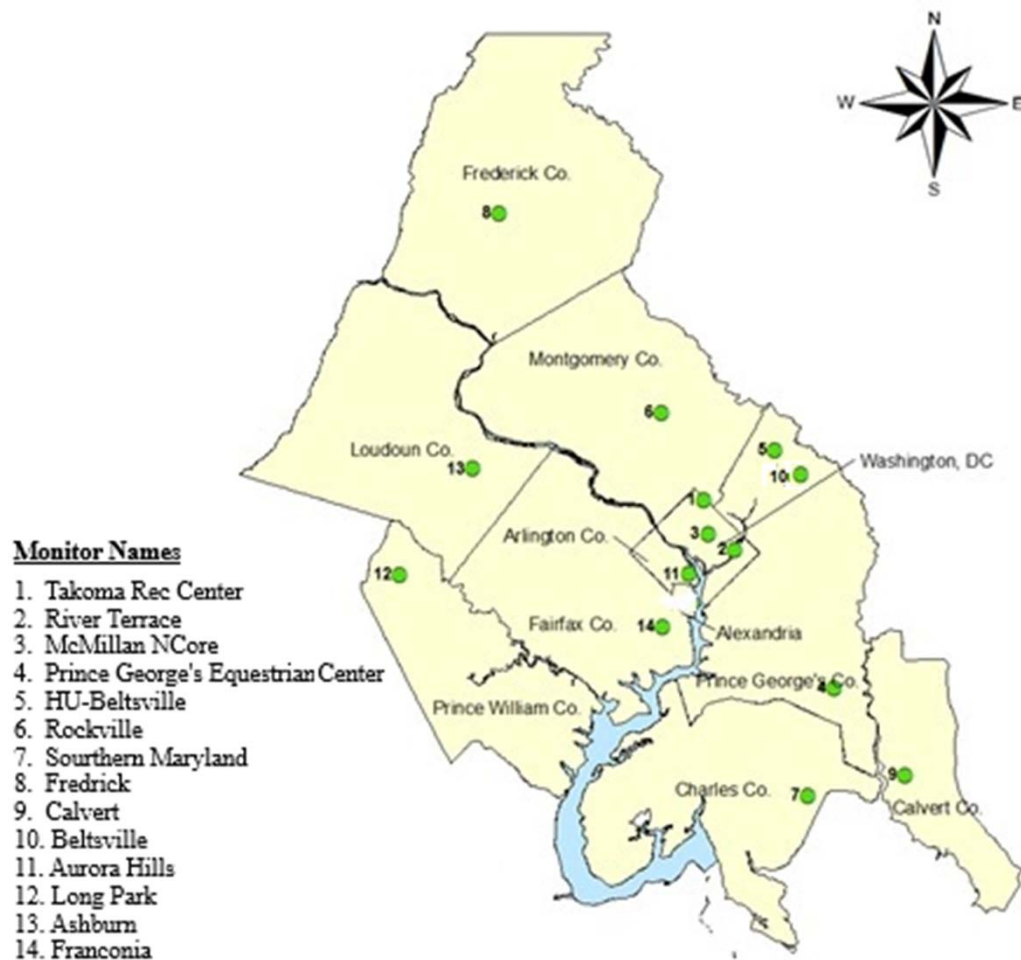 N
W
E
S
Frederick Co.
8
Montgomery Co.
6
Loudoun Co.
13
5
10
Washington, DC
1
Arlington Co.
3
2
12
11
Fairfax Co.
14
Alexandria
Prince George's Co.
4
Prince William Co.
Charles Co.
7
9
Calvert Co.
Monitor Names
1. Takoma Rec Center
2. River Terrace
3. McMillan NCore
4. Prince George's Equestrian Center
5. HU-Beltsville
6. Rockville
7. Sourthern Maryland
8. Fredrick
9. Calvert
10. Beltsville
11. Aurora Hills
12. Long Park
13. Ashburn
14. Franconia